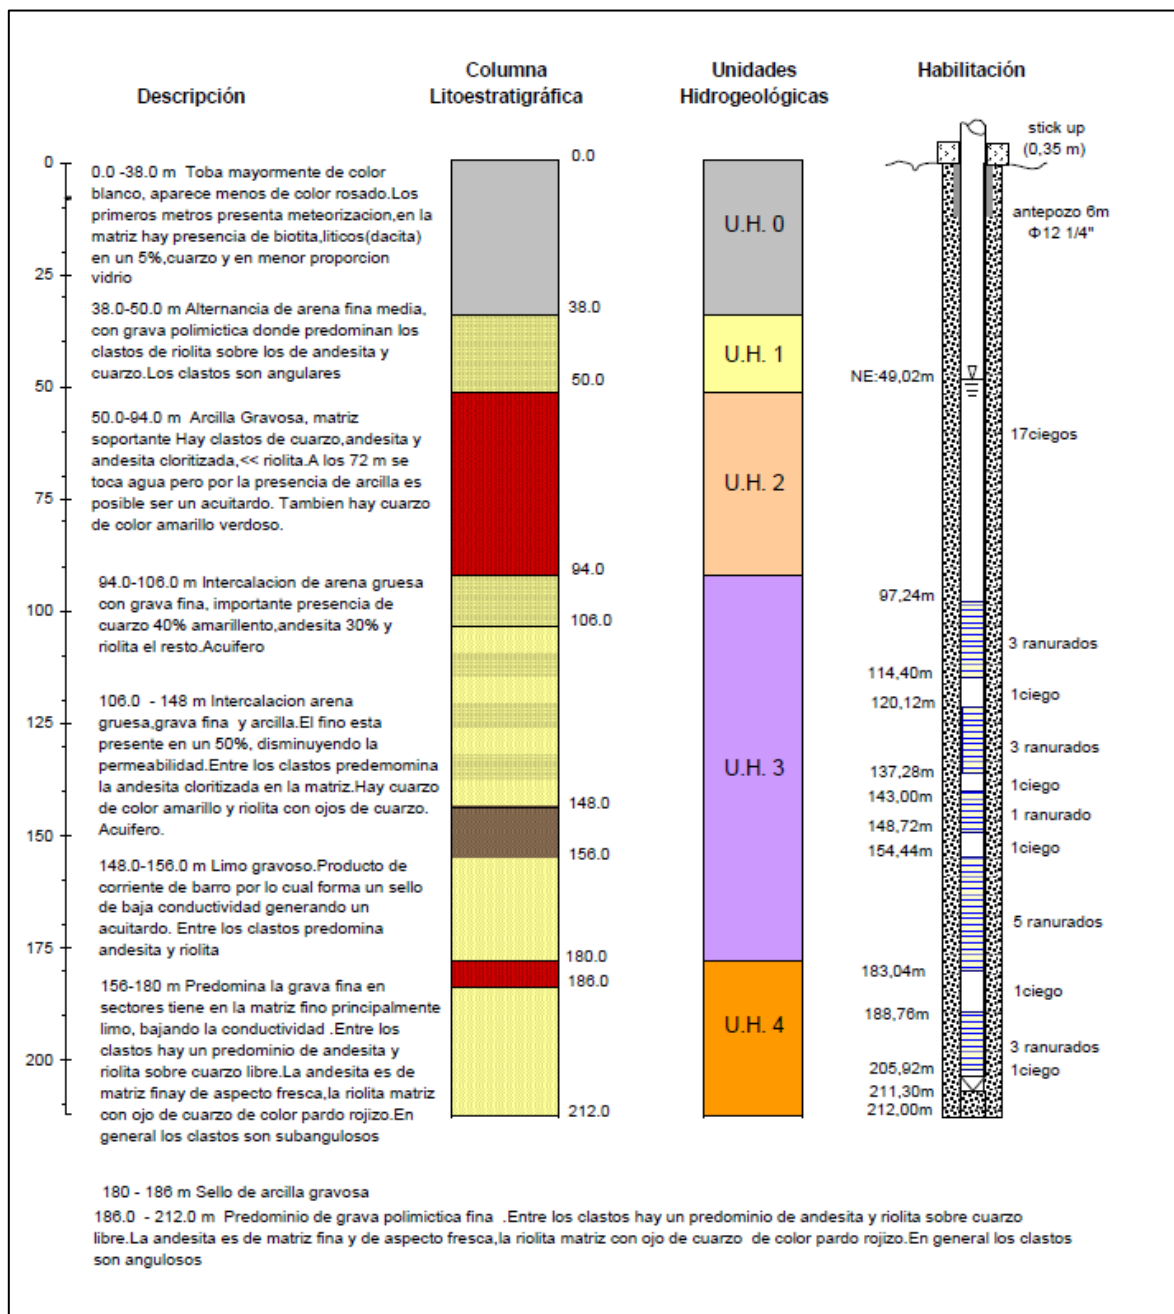 Descripción
Columna
Litoestratigráfica
Unidades
Hidrogeológicas
Habilitación
0
25
50
75
100
125
150
175
200
0.0 -38.0 m  Toba mayormente de color
blanco, aparece menos de color rosado.Los
primeros metros presenta meteorizacion,en la
matriz hay presencia de biotita,liticos(dacita)
en un 5%,cuarzo y en menor proporcion
vidrio
38.0-50.0 m Alternancia de arena fina media,
con grava polimictica donde predominan los
clastos de riolita sobre los de andesita y
cuarzo.Los clastos son angulares
50.0-94.0 m  Arcilla Gravosa, matriz
soportante Hay clastos de cuarzo,andesita y
andesita cloritizada,<< riolita.A los 72 m se
toca agua pero por la presencia de arcilla es
posible ser un acuitardo. Tambien hay cuarzo
de color amarillo verdoso.
94.0-106.0 m Intercalacion de arena gruesa
con grava fina, importante presencia de
cuarzo 40% amarillento,andesita 30% y
riolita el resto.Acuifero
106.0  - 148 m Intercalacion arena
gruesa,grava fina  y arcilla.El fino esta
presente en un 50%, disminuyendo la
permeabilidad.Entre los clastos predemomina
la andesita cloritizada en la matriz.Hay cuarzo
de color amarillo y riolita con ojos de cuarzo.
Acuifero.
148.0-156.0 m Limo gravoso.Producto de
corriente de barro por lo cual forma un sello
de baja conductividad generando un
acuitardo. Entre los clastos predomina
andesita y riolita
156-180 m Predomina la grava fina en
sectores tiene en la matriz fino principalmente
limo, bajando la conductividad .Entre los
clastos hay un predominio de andesita y
riolita sobre cuarzo libre.La andesita es de
matriz finay de aspecto fresca,la riolita matriz
con ojo de cuarzo de color pardo rojizo.En
general los clastos son subangulosos
0.0
38.0
50.0
94.0
106.0
148.0
156.0
180.0
186.0
212.0
U.H. 0
U.H. 1
U.H. 2
U.H. 3
U.H. 4
stick up
(0,35 m)
antepozo 6m
Φ12 1/4"
NE:49,02m
17ciegos
97,24m
3 ranurados
114,40m
1ciego
120,12m
3 ranurados
137,28m
1ciego
143,00m
1 ranurado
148,72m
1ciego
154,44m
5 ranurados
183,04m
1ciego
188,76m
3 ranurados
205,92m
1ciego
211,30m
212,00m
180 - 186 m Sello de arcilla gravosa
186.0  - 212.0 m  Predominio de grava polimictica fina  .Entre los clastos hay un predominio de andesita y riolita sobre cuarzo
libre.La andesita es de matriz fina y de aspecto fresca,la riolita matriz con ojo de cuarzo  de color pardo rojizo.En general los clastos
son angulosos